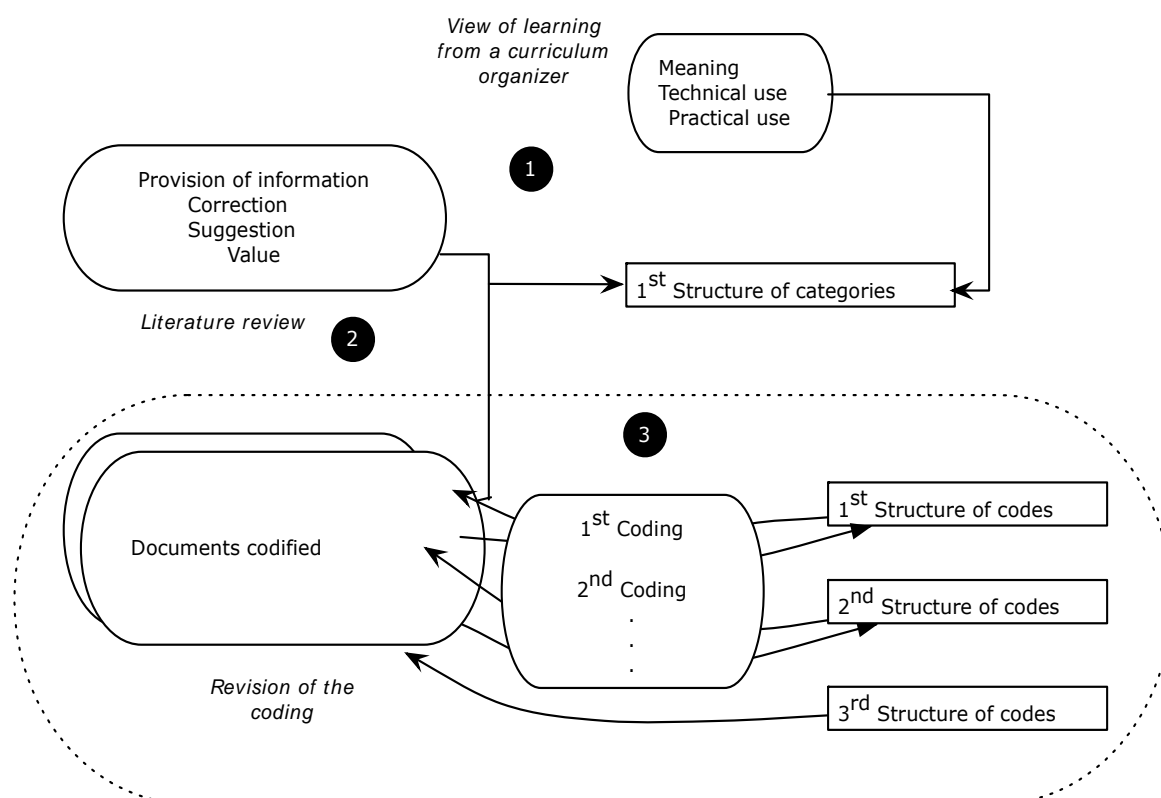 View of learning
from a curriculum
organizer
Meaning
Technical use
Practical use
1
Provision of information
Correction
Suggestion
Value
1st Structure of categories
Literature review
2
3
Documents codified
1st Coding
2nd Coding
.
.
.
1st Structure of codes
2nd Structure of codes
3rd Structure of codes
Revision of the
coding